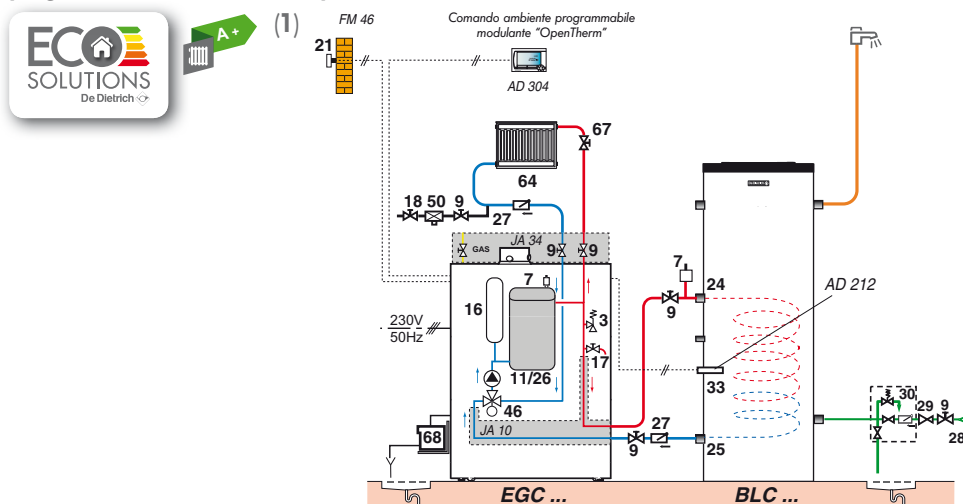 ECO
SOLUTIONS
De Dietrich
A+
(1)
FM 46
Comando ambiente programmabile
modulante "OpenTherm"
21
AD 304
67
64
18 50 9
27
GAS
JA 34
9
9
7
16
3
230V
50Hz
17
11/26
46
68
JA 10
7
24
9
AD 212
33
27
9
25
30
29
9
28
EGC ...
BLC ...